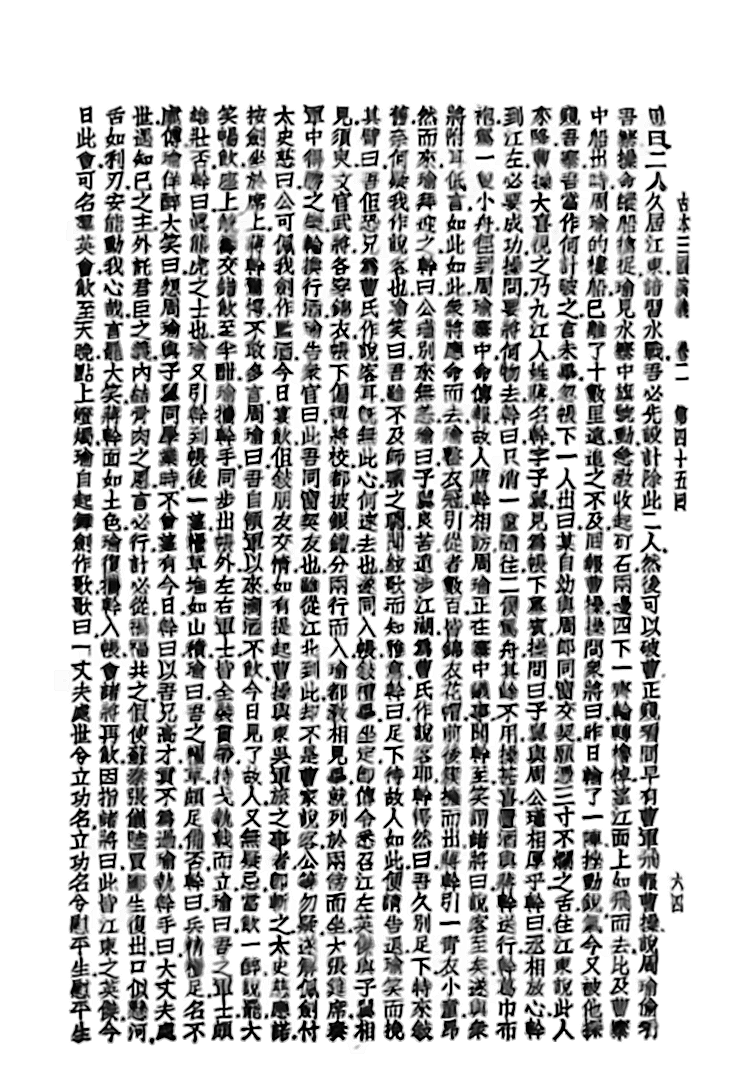 古本三國演義　卷二　第四十五回　六四
曰二人久居江東諳習水戰吾必先設計除此二人然後可以破曹正窺看間早有曹軍飛報曹操說周瑜偷看
吾寨操命縱船擒捉瑜見水寨中旗號動急教收起矴石兩邊四下一齊輪轉櫓棹望江面上如飛而去比及曹寨
中船出時周瑜的樓船已離了十數里遠追之不及回報曹操操問衆將曰昨日輸了一陣挫動銳氣今又被他探
窺吾寨吾當作何計破之言未畢忽帳下一人出曰某自幼與周郎同窗交契願憑三寸不爛之舌往江東說此人
來降曹操大喜視之乃九江人姓蔣名幹字子翼見爲帳下幕賓操問曰子翼與周公瑾相厚乎幹曰丞相放心幹
到江左必要成功操問要將何物去幹曰只消一童隨往二僕駕舟其餘不用操甚喜置酒與蔣幹送行幹葛巾布
袍駕一隻小舟徑到周瑜寨中命傳報故人蔣幹相訪周瑜正在寨中議事聞幹至笑謂諸將曰說客至矣遂與衆
將附耳低言如此如此衆將應命而去瑜整衣冠引從者數百皆錦衣花帽前後簇擁而出蔣幹引一青衣小童昂
然而來瑜拜迎之幹曰公瑾別來無恙瑜曰子翼良苦遠涉江湖爲曹氏作說客耶幹愕然曰吾久別足下特來敘
舊奈何疑我作說客也瑜笑曰吾雖不及師曠之聰聞絃歌而知雅意幹曰足下待故人如此便請告退瑜笑而挽
其臂曰吾但恐兄爲曹氏作說客耳既無此心何速去也遂同入帳敘禮畢坐定即傳令悉召江左英傑與子翼相
見須臾文官武將各穿錦衣帳下偏裨將校都披銀鎧分兩行而入瑜都教相見畢就列於兩傍而坐大張筵席奏
軍中得勝之樂輪換行酒瑜告衆官曰此吾同窗契友也雖從江北到此却不是曹家說客公等勿疑遂解佩劍付
太史慈曰公可佩我劍作監酒今日宴飲但敘朋友交情如有提起曹操與東吳軍旅之事者即斬之太史慈應諾
按劍坐於席上蔣幹驚愕不敢多言周瑜曰吾自領軍以來滴酒不飲今日見了故人又無疑忌當飲一醉說罷大
笑暢飲座上觥籌交錯飲至半酣瑜攜幹手同步出帳外左右軍士皆全裝貫帶持戈執戟而立瑜曰吾之軍士頗
雄壯否幹曰眞熊虎之士也瑜又引幹到帳後一望糧草堆如山積瑜曰吾之糧草頗足備否幹曰兵精糧足名不
虛傳瑜佯醉大笑曰想周瑜與子翼同學業時不曾望有今日幹曰以吾兄高才實不爲過瑜執幹手曰大丈夫處
世遇知己之主外託君臣之義內結骨肉之恩言必行計必從禍福共之假使蘇秦張儀陸賈酈生復出口似懸河
舌如利刃安能動我心哉言罷大笑蔣幹面如土色瑜復攜幹入帳會諸將再飲因指諸將曰此皆江東之英傑今
日此會可名羣英會飲至天晚點上燈燭瑜自起舞劍作歌歌曰丈夫處世兮立功名立功名兮慰平生慰平生